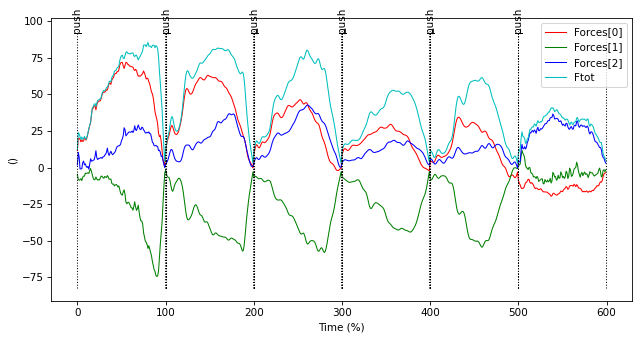 push
push
push
push
push
push
Forces[0]
Forces[1]
Forces[2]
Ftot
100
75
50
25
0
−25
−50
−75
()
0
100
200
300
400
500
600
Time (%)